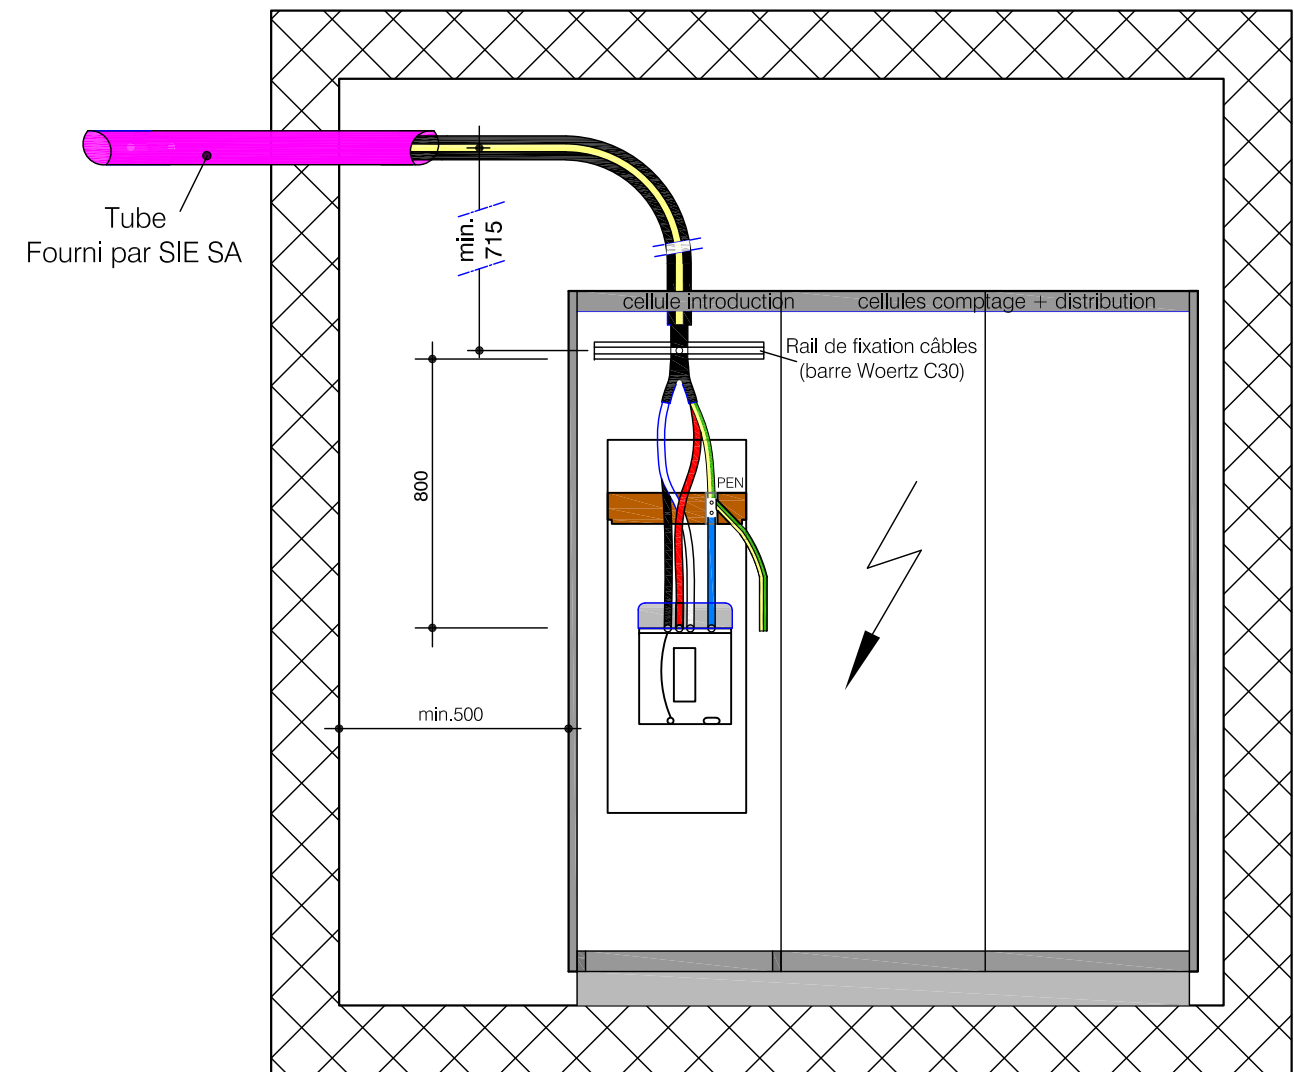 Tube
Fourni par SIE SA
min.
715
cellule introduction
cellules comptage + distribution
Rail de fixation câbles
(barre Woertz C30)
800
PEN
min.500